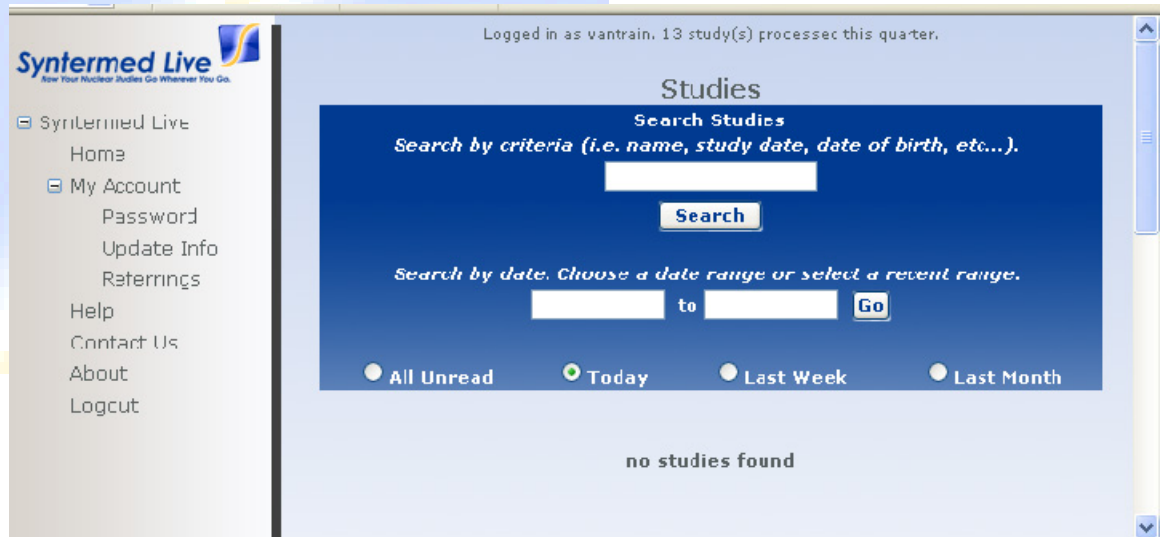 Syntermed Live
Now Your Nuclear Studies Go Wherever You Go.
Syntermed Live
Home
My Account
Password
Update Info
Referrings
Help
Contact Us
About
Logout
Logged in as vantrain. 13 study(s) processed this quarter.
Studies
Search Studies
Search by criteria (i.e. name, study date, date of birth, etc...).
Search
Search by date. Choose a date range or select a recent range.
to
Go
All Unread Today Last Week Last Month
no studies found